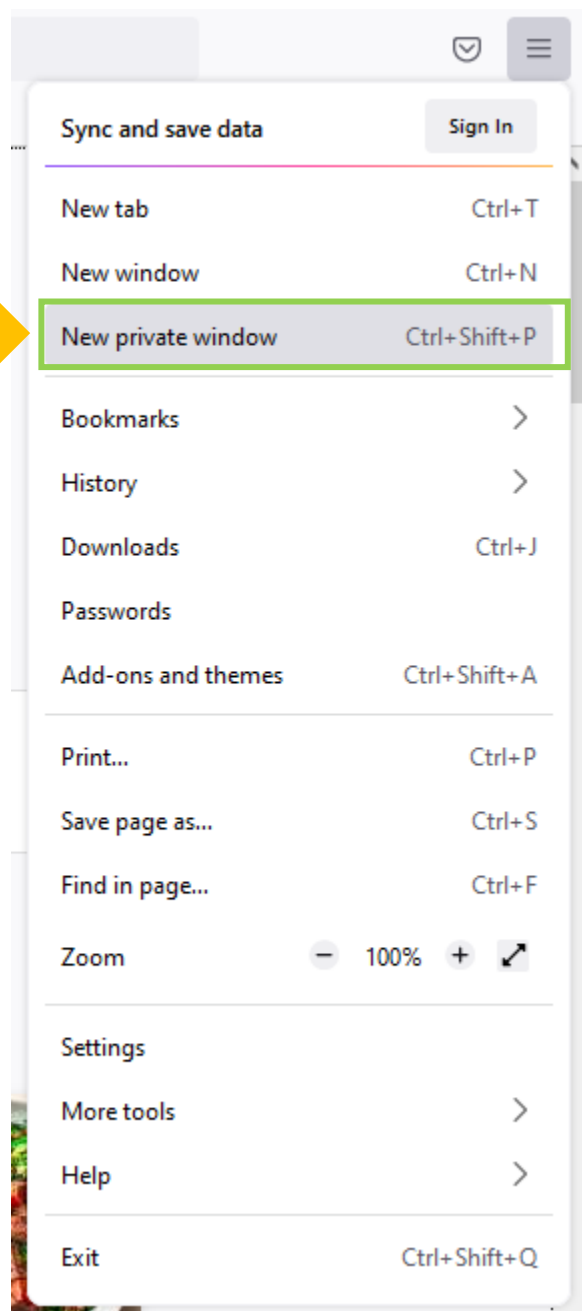 Sync and save data Sign In
New tab Ctrl+T
New window Ctrl+N
New private window Ctrl+Shift+P
Bookmarks
History
Downloads Ctrl+J
Passwords
Add-ons and themes Ctrl+Shift+A
Print... Ctrl+P
Save page as... Ctrl+S
Find in page... Ctrl+F
Zoom − 100% +
Settings
More tools
Help
Exit Ctrl+Shift+Q